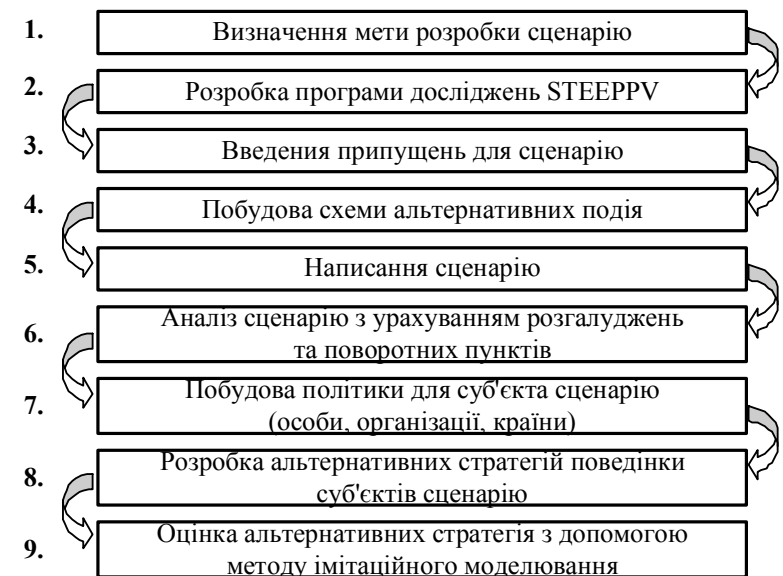 1. Визначення мети розробки сценарію
2. Розробка програми досліджень STEEPPV
3. Введения припущень для сценарію
4. Побудова схеми альтернативних подія
5. Написання сценарію
6. Аналіз сценарію з урахуванням розгалуджень
та поворотних пунктів
7. Побудова політики для суб'єкта сценарію
(особи, організації, країни)
8. Розробка альтернативних стратегій поведінки
суб'єктів сценарію
9. Оцінка альтернативних стратегія з допомогою
методу імітаційного моделювання